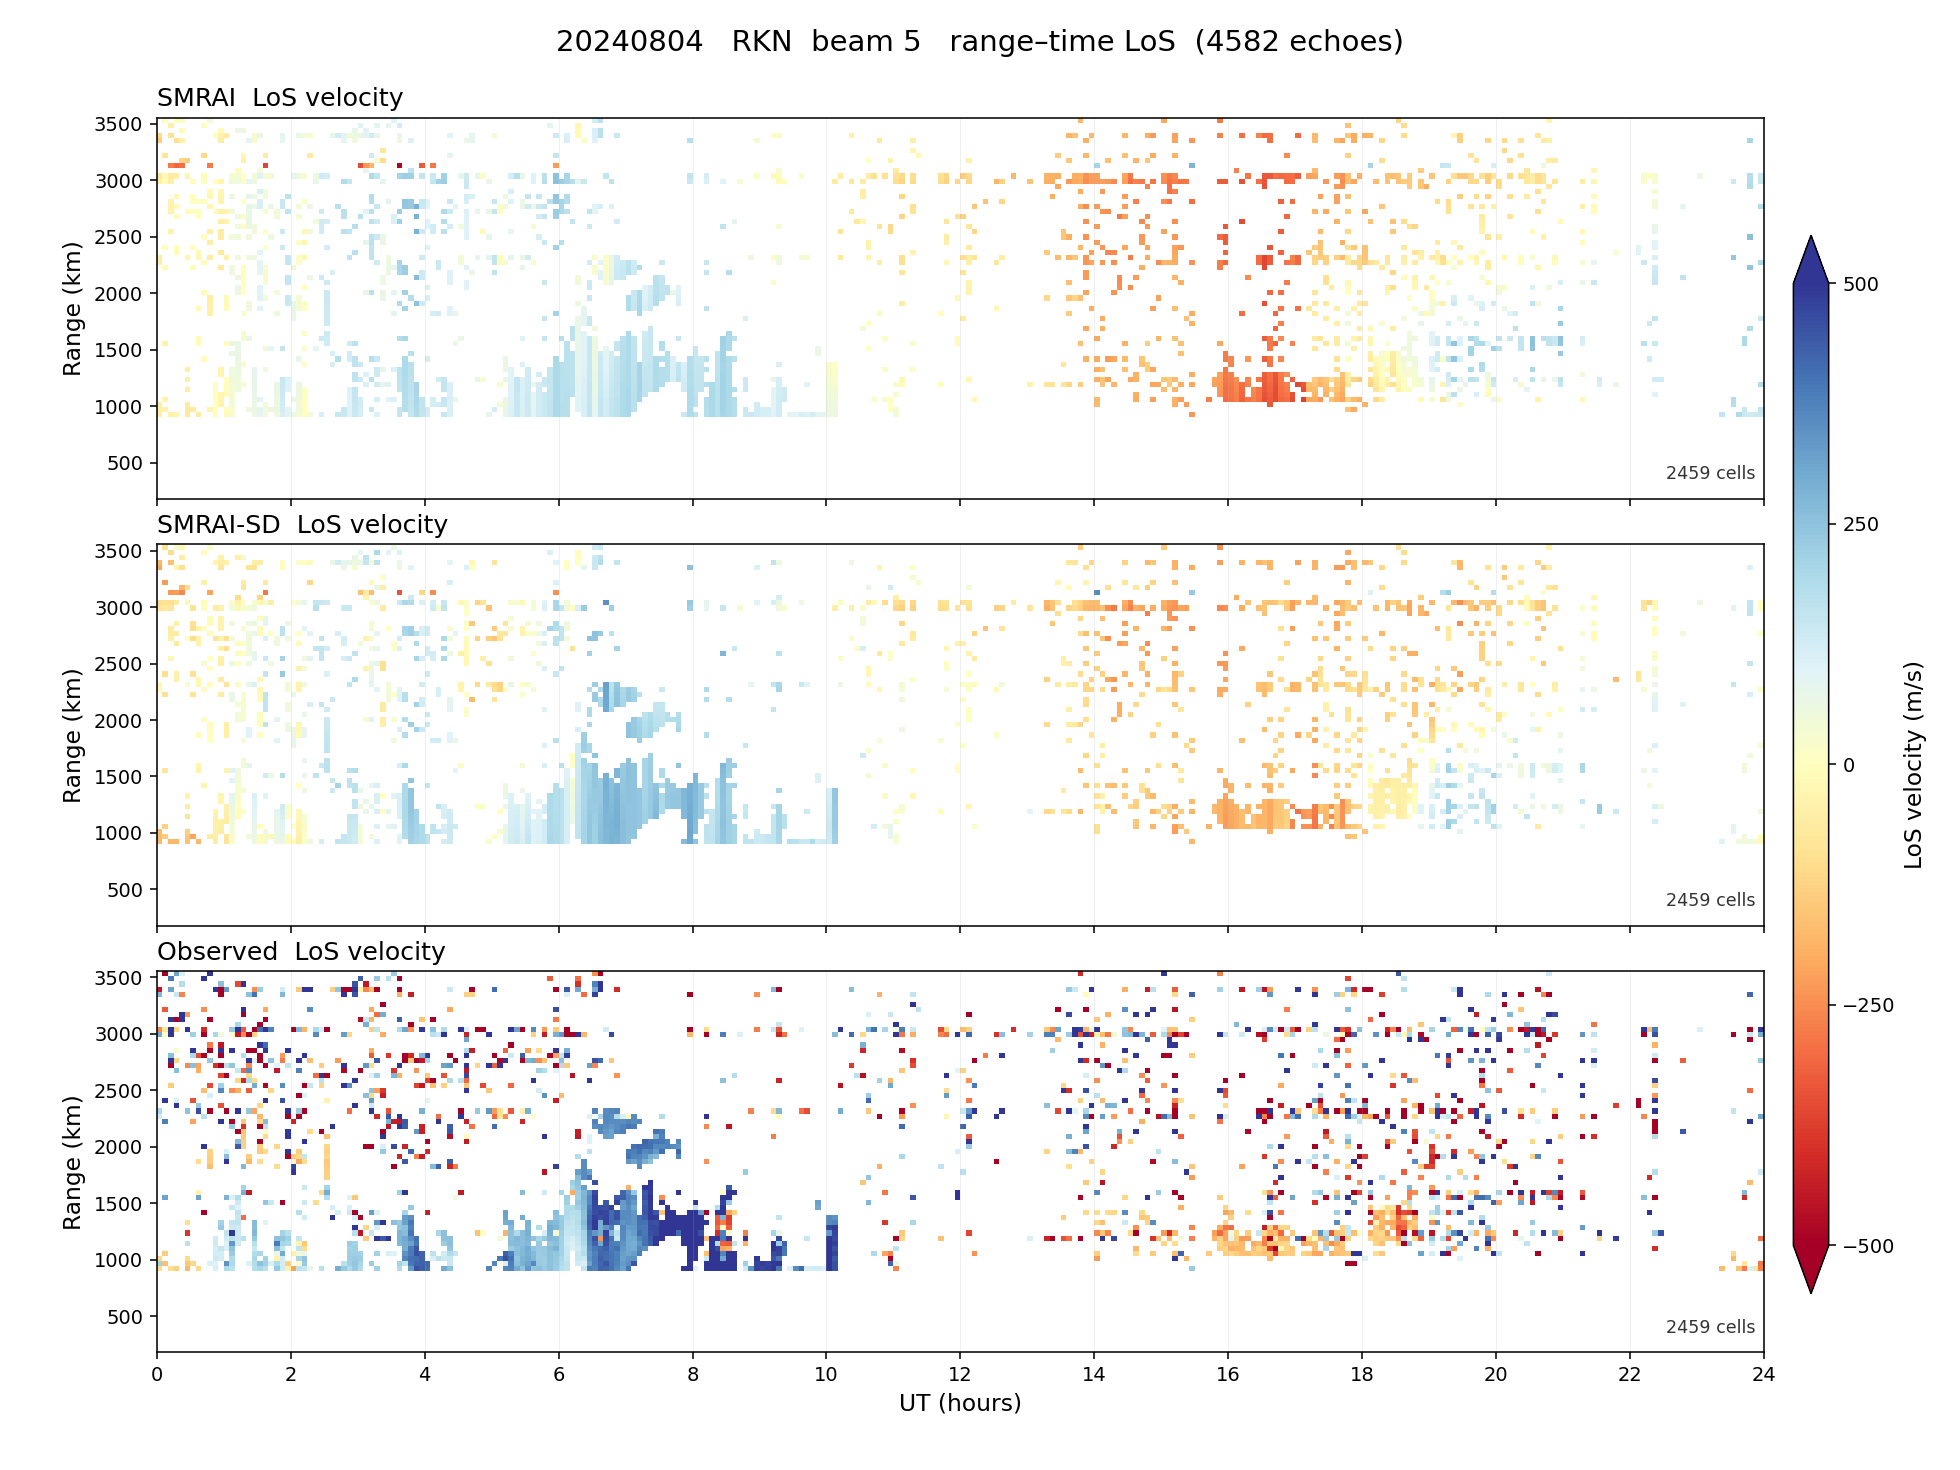 20240804   RKN  beam 5   range–time LoS  (4582 echoes)
SMRAI  LoS velocity
3500
3000
2500
2000
1500
1000
500
Range (km)
2459 cells
SMRAI-SD  LoS velocity
3500
3000
2500
2000
1500
1000
500
Range (km)
2459 cells
Observed  LoS velocity
3500
3000
2500
2000
1500
1000
500
Range (km)
2459 cells
0 2 4 6 8 10 12 14 16 18 20 22 24
UT (hours)
500
250
0
−250
−500
LoS velocity (m/s)